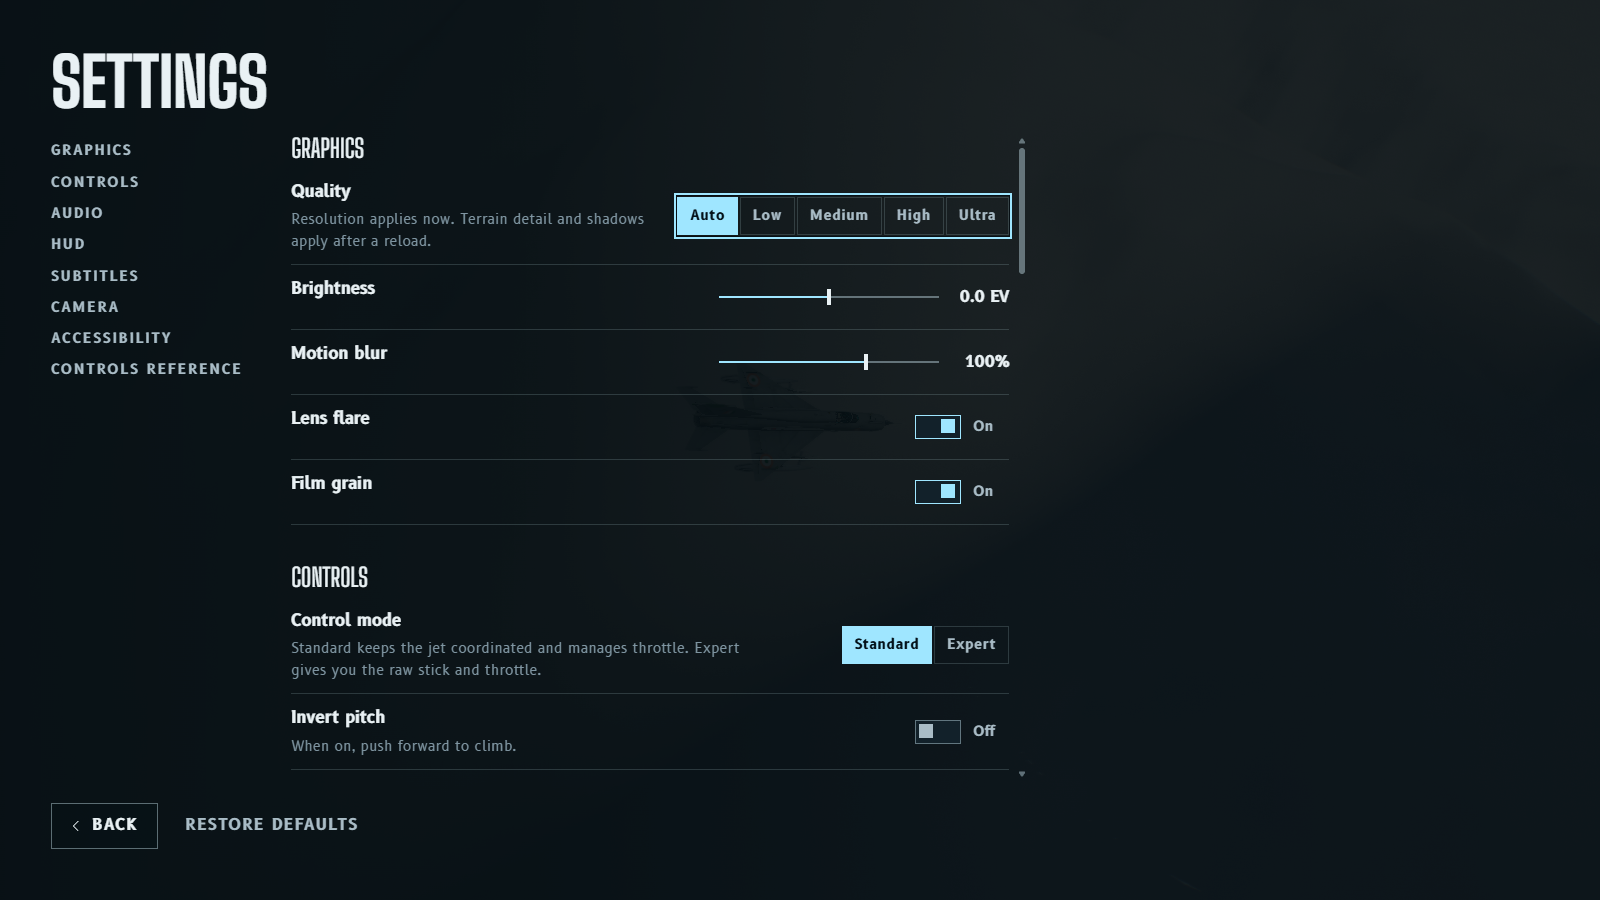 SETTINGS
GRAPHICS
CONTROLS
AUDIO
HUD
SUBTITLES
CAMERA
ACCESSIBILITY
CONTROLS REFERENCE
GRAPHICS
Quality
Resolution applies now. Terrain detail and shadows
apply after a reload.
Auto Low Medium High Ultra
Brightness
0.0 EV
Motion blur
100%
Lens flare
On
Film grain
On
CONTROLS
Control mode
Standard keeps the jet coordinated and manages throttle. Expert
gives you the raw stick and throttle.
Standard Expert
Invert pitch
When on, push forward to climb.
Off
BACK
RESTORE DEFAULTS